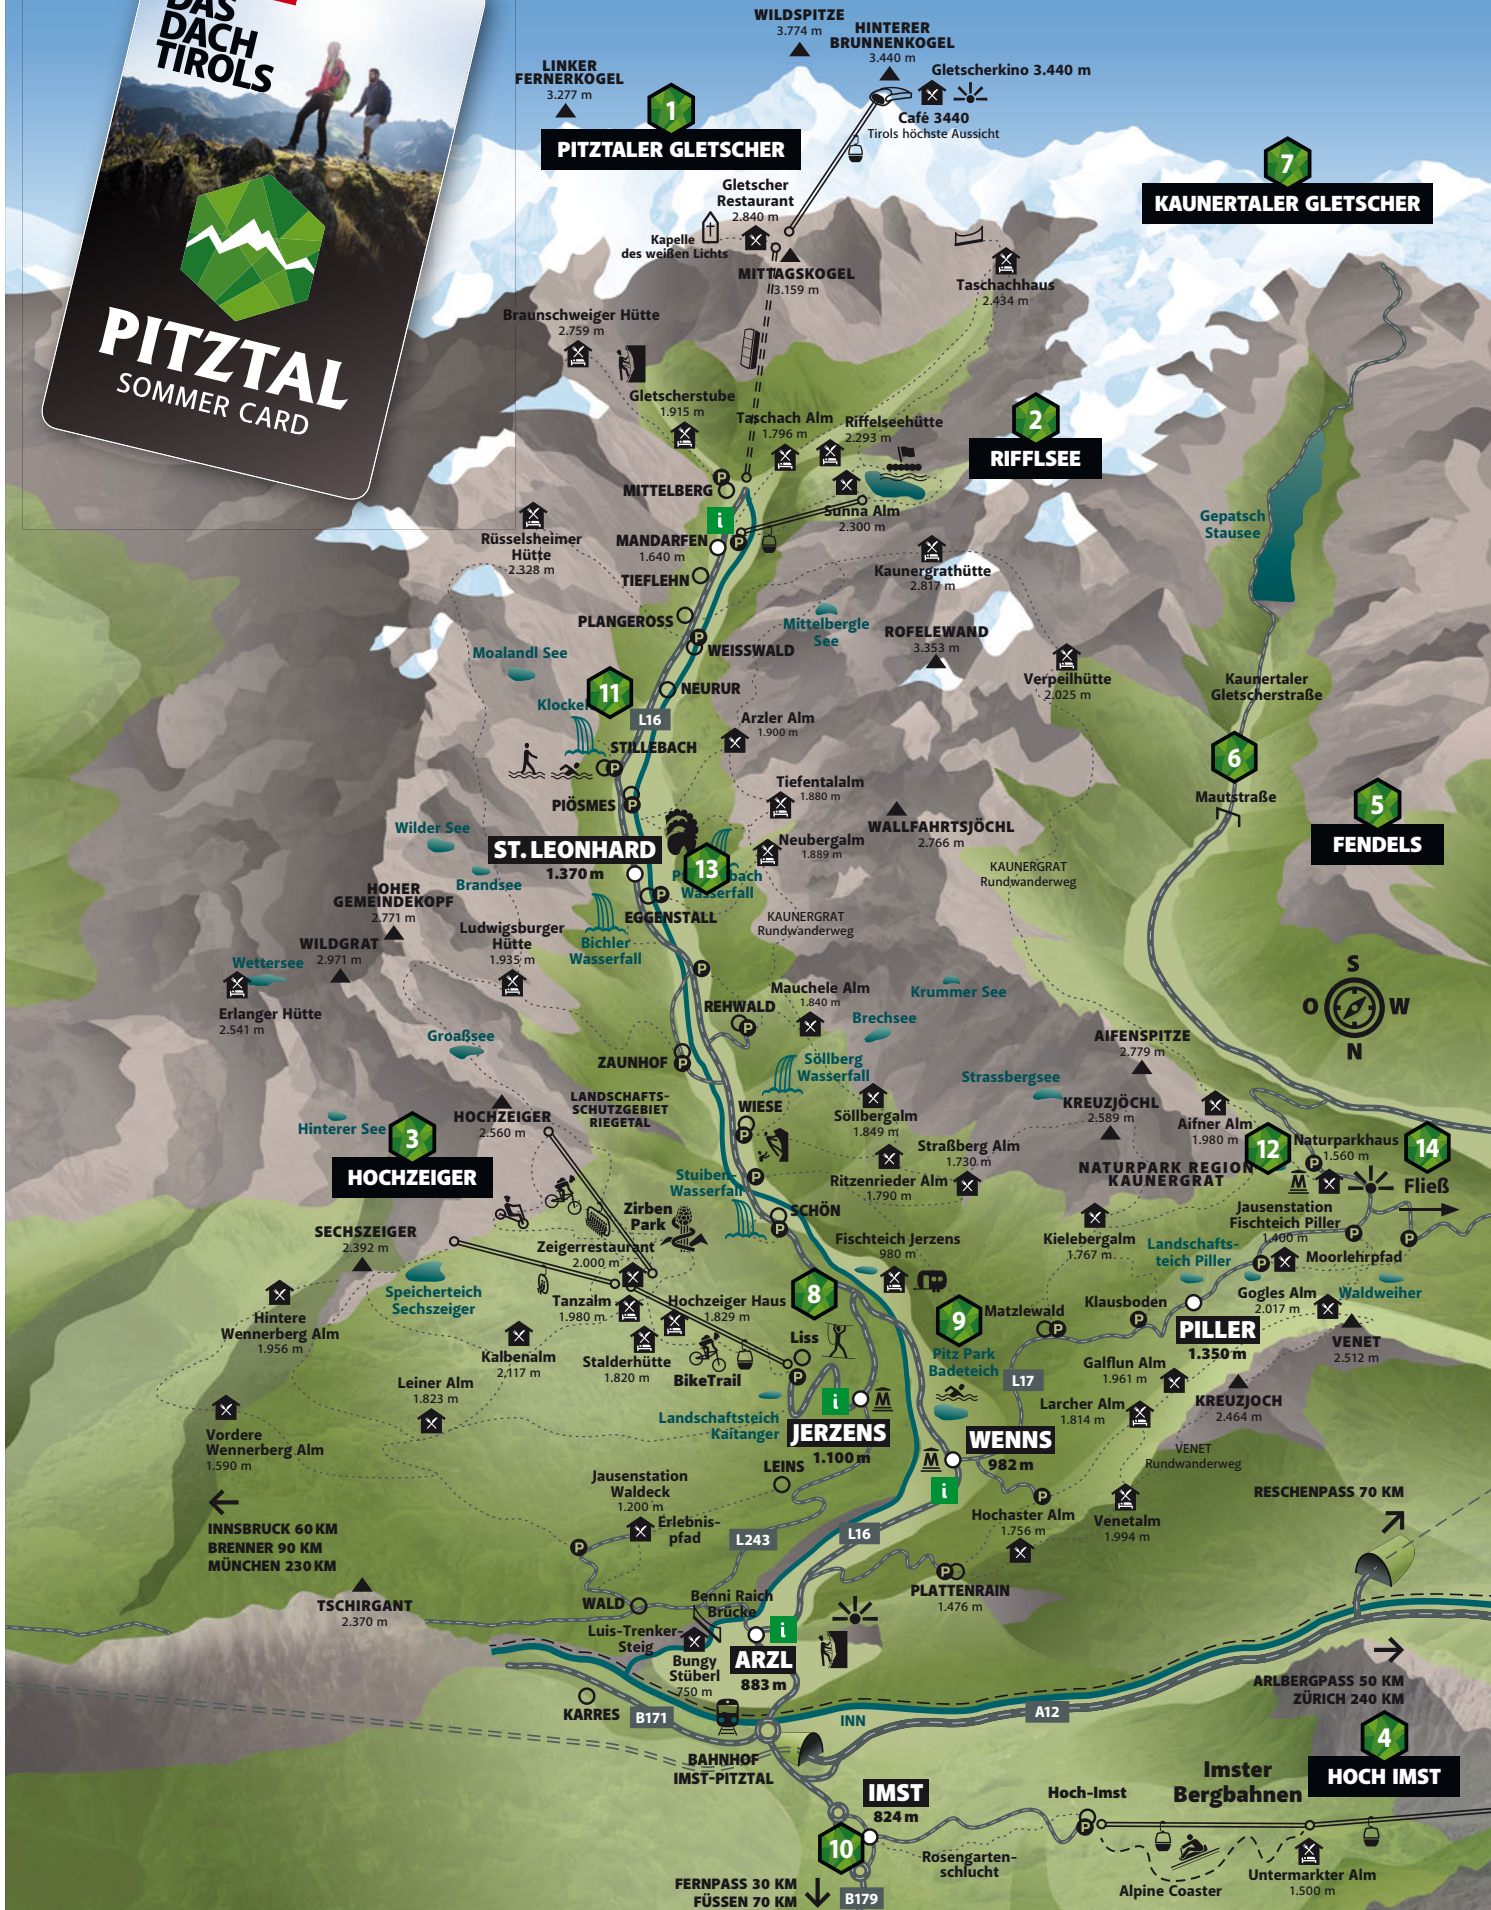 DAS
DACH
TIROLS
PITZTAL
SOMMER CARD
WILDSPITZE
3.774 m
HINTERER
BRUNNENKOGEL
3.440 m
Gletscherkino 3.440 m
Café 3440
Tirols höchste Aussicht
LINKER
FERNERKOGEL
3.277 m
1
PITZTALER GLETSCHER
7
KAUNERTALER GLETSCHER
Gletscher
Restaurant
2.840 m
Kapelle
des weißen Lichts
MITTAGSKOGEL
3.159 m
Taschachhaus
2.434 m
Braunschweiger Hütte
2.759 m
Gletscherstube
1.915 m
Taschach Alm
1.796 m
Riffelseehütte
2.293 m
2
RIFFLSEE
P
MITTELBERG
Sunna Alm
2.300 m
i
MANDARFEN
1.640 m
P
Rüsselsheimer
Hütte
2.328 m
TIEFLEHN
Kaunergrathütte
2.817 m
Gepatsch
Stausee
PLANGEROSS
P
WEISSWALD
Mittelbergle
See
ROFELEWAND
3.353 m
Moalandl See
11
NEURUR
Verpeilhütte
2.025 m
Kaunertaler
Gletscherstraße
Klockel
L16
Arzler Alm
1.900 m
STILLEBACH
P
6
Mautstraße
PIÖSMES
P
Tiefentalalm
1.880 m
WALLFAHRTSJÖCHL
2.766 m
5
FENDELS
Wilder See
ST. LEONHARD
1.370 m
Neubergalm
1.889 m
13
bach
Wasserfall
Brandsee
KAUNERGRAT
Rundwanderweg
HOHER
GEMEINDEKOPF
2.771 m
P
EGGENSTALL
KAUNERGRAT
Rundwanderweg
Ludwigsburger
Hütte
1.935 m
Bichler
Wasserfall
WILDGRAT
2.971 m
Wettersee
Erlanger Hütte
2.541 m
P
S
O
W
N
Mauchele Alm
1.840 m
Krummer See
REHWALD
P
Brechsee
Groaßsee
AIFENSPITZE
2.779 m
ZAUNHOF
P
Söllberg
Wasserfall
Strassbergsee
LANDSCHAFTS-
SCHUTZGEBIET
RIEGETAL
WIESE
P
Söllbergalm
1.849 m
KREUZJÖCHL
2.589 m
Aifner Alm
1.980 m
HOCHZEIGER
2.560 m
Hinterer See
3
HOCHZEIGER
Straßberg Alm
1.730 m
12
Naturparkhaus
1.560 m
P
14
Fließ
NATURPARK REGION
KAUNERGRAT
Stuiben-
Wasserfall
P
Ritzenrieder Alm
1.790 m
Zirben
Park
SCHÖN
P
Jausenstation
Fischteich Piller
1.400 m
P
P
P
SECHSZEIGER
2.392 m
Zeigerrestaurant
2.000 m
Fischteich Jerzens
980 m
Kielebergalm
1.767 m
Landschafts-
teich Piller
Moorlehrpfad
Speicherteich
Sechszeiger
Tanzalm
1.980 m
Hochzeiger Haus
1.829 m
8
9
Matzlewald
P
Klausboden
P
Gogles Alm
2.017 m
Waldweiher
Hintere
Wennerberg Alm
1.956 m
PILLER
1.350 m
VENET
2.512 m
Liss
P
Pitz Park
Badeteich
Kalbenalm
2.117 m
Stalderhütte
1.820 m
BikeTrail
L17
Galflun Alm
1.961 m
Leiner Alm
1.823 m
i
Larcher Alm
1.814 m
KREUZJOCH
2.464 m
Landschaftsteich
Kaitanger
JERZENS
1.100 m
WENNS
982 m
Vordere
Wennerberg Alm
1.590 m
VENET
Rundwanderweg
LEINS
Jausenstation
Waldeck
1.200 m
i
P
RESCHENPASS 70 KM
INNSBRUCK 60 KM
BRENNER 90 KM
MÜNCHEN 230 KM
Erlebnis-
pfad
P
L243
L16
Hochaster Alm
1.756 m
Venetalm
1.994 m
P
PLATTENRAIN
1.476 m
TSCHIRGANT
2.370 m
WALD
Benni Raich
Brücke
Luis-Trenker-
Steig
i
ARZL
883 m
Bungy
Stüberl
750 m
ARLBERGPASS 50 KM
ZÜRICH 240 KM
KARRES
B171
INN
A12
4
HOCH IMST
BAHNHOF
IMST-PITZTAL
Imster
Bergbahnen
IMST
824 m
Hoch-Imst
P
10
Rosengarten-
schlucht
Untermarkter Alm
1.500 m
Alpine Coaster
FERNPASS 30 KM
FÜSSEN 70 KM
B179